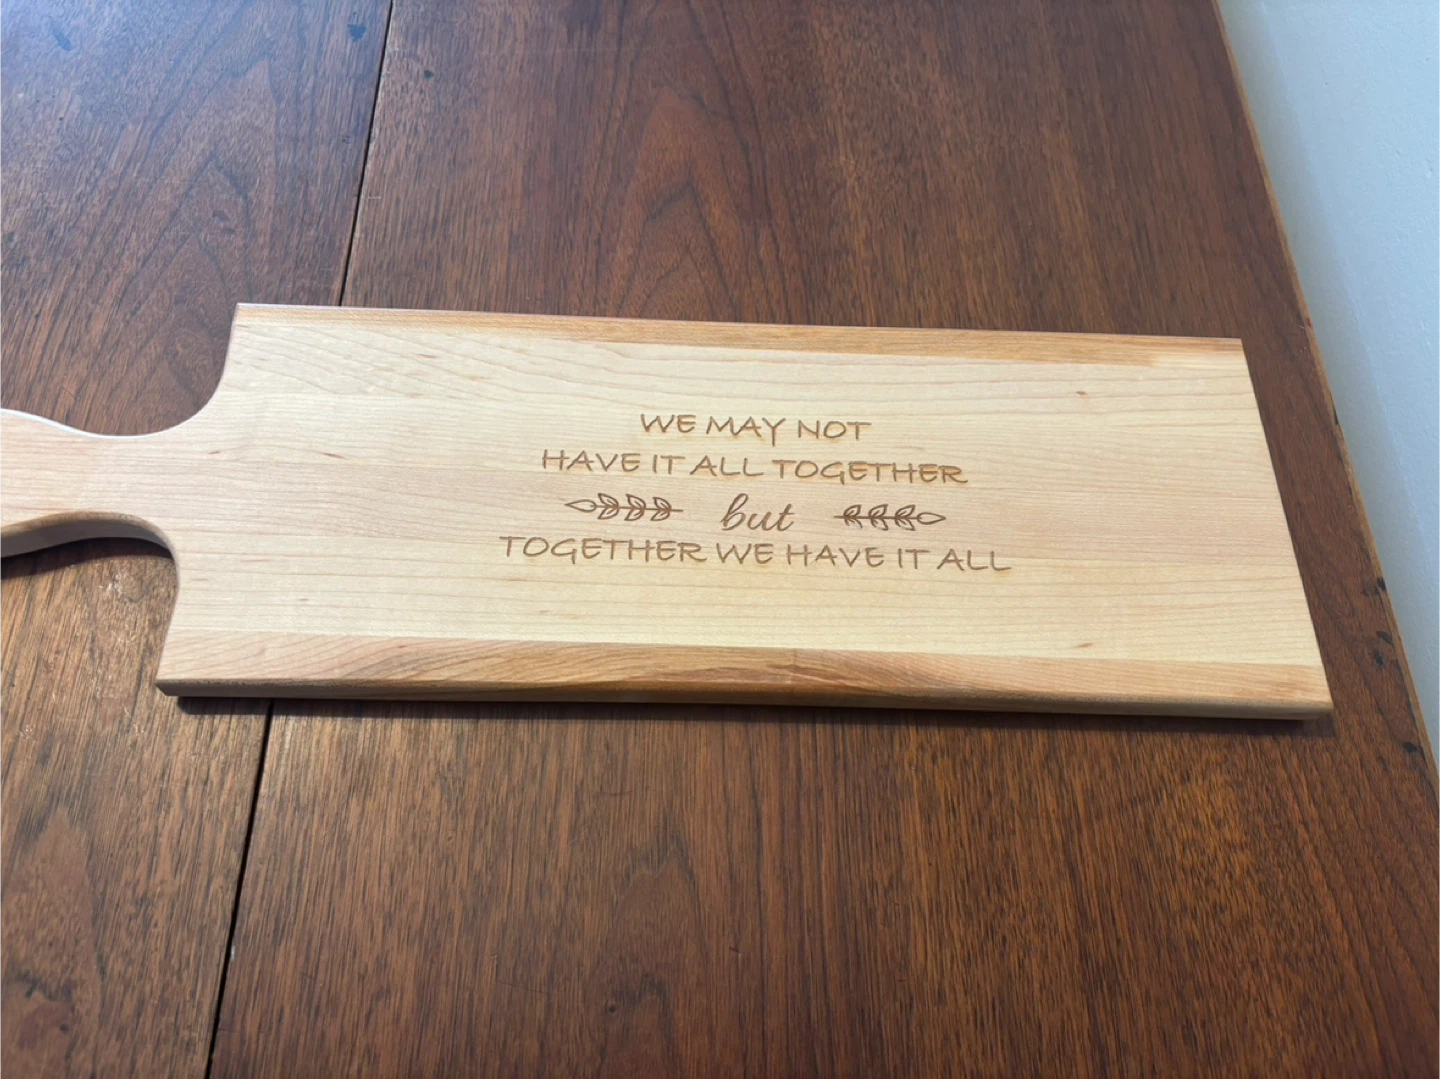 WE MAY NOT
HAVE IT ALL TOGETHER
but
TOGETHER WE HAVE IT ALL